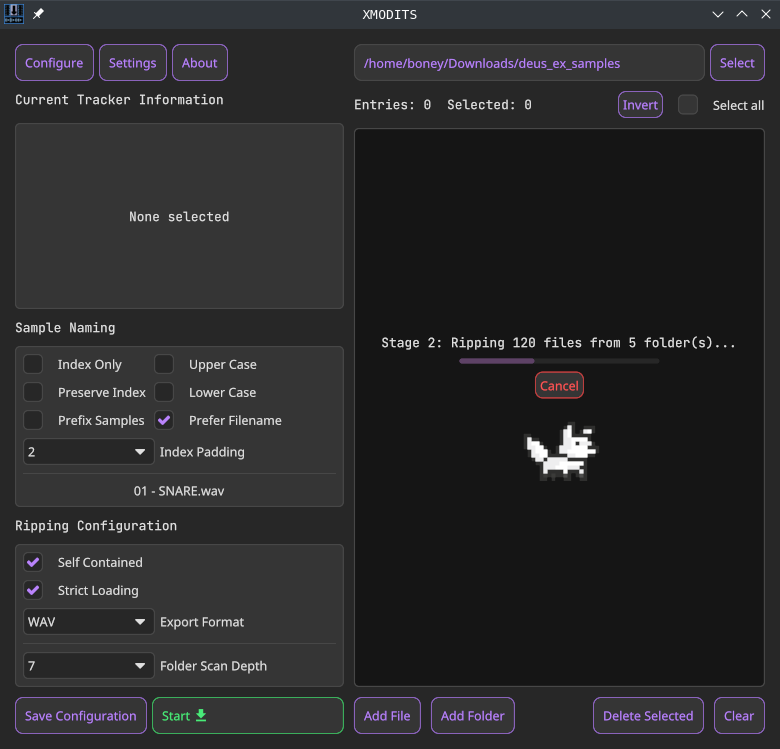 XMODITS
Configure Settings About
/home/boney/Downloads/deus_ex_samples Select
Current Tracker Information
Entries: 0 Selected: 0 Invert Select all
None selected
Stage 2: Ripping 120 files from 5 folder(s)...
Cancel
Sample Naming
Index Only Upper Case
Preserve Index Lower Case
Prefix Samples Prefer Filename
2 Index Padding
01 - SNARE.wav
Ripping Configuration
Self Contained
Strict Loading
WAV Export Format
7 Folder Scan Depth
Save Configuration Start
Add File Add Folder Delete Selected Clear